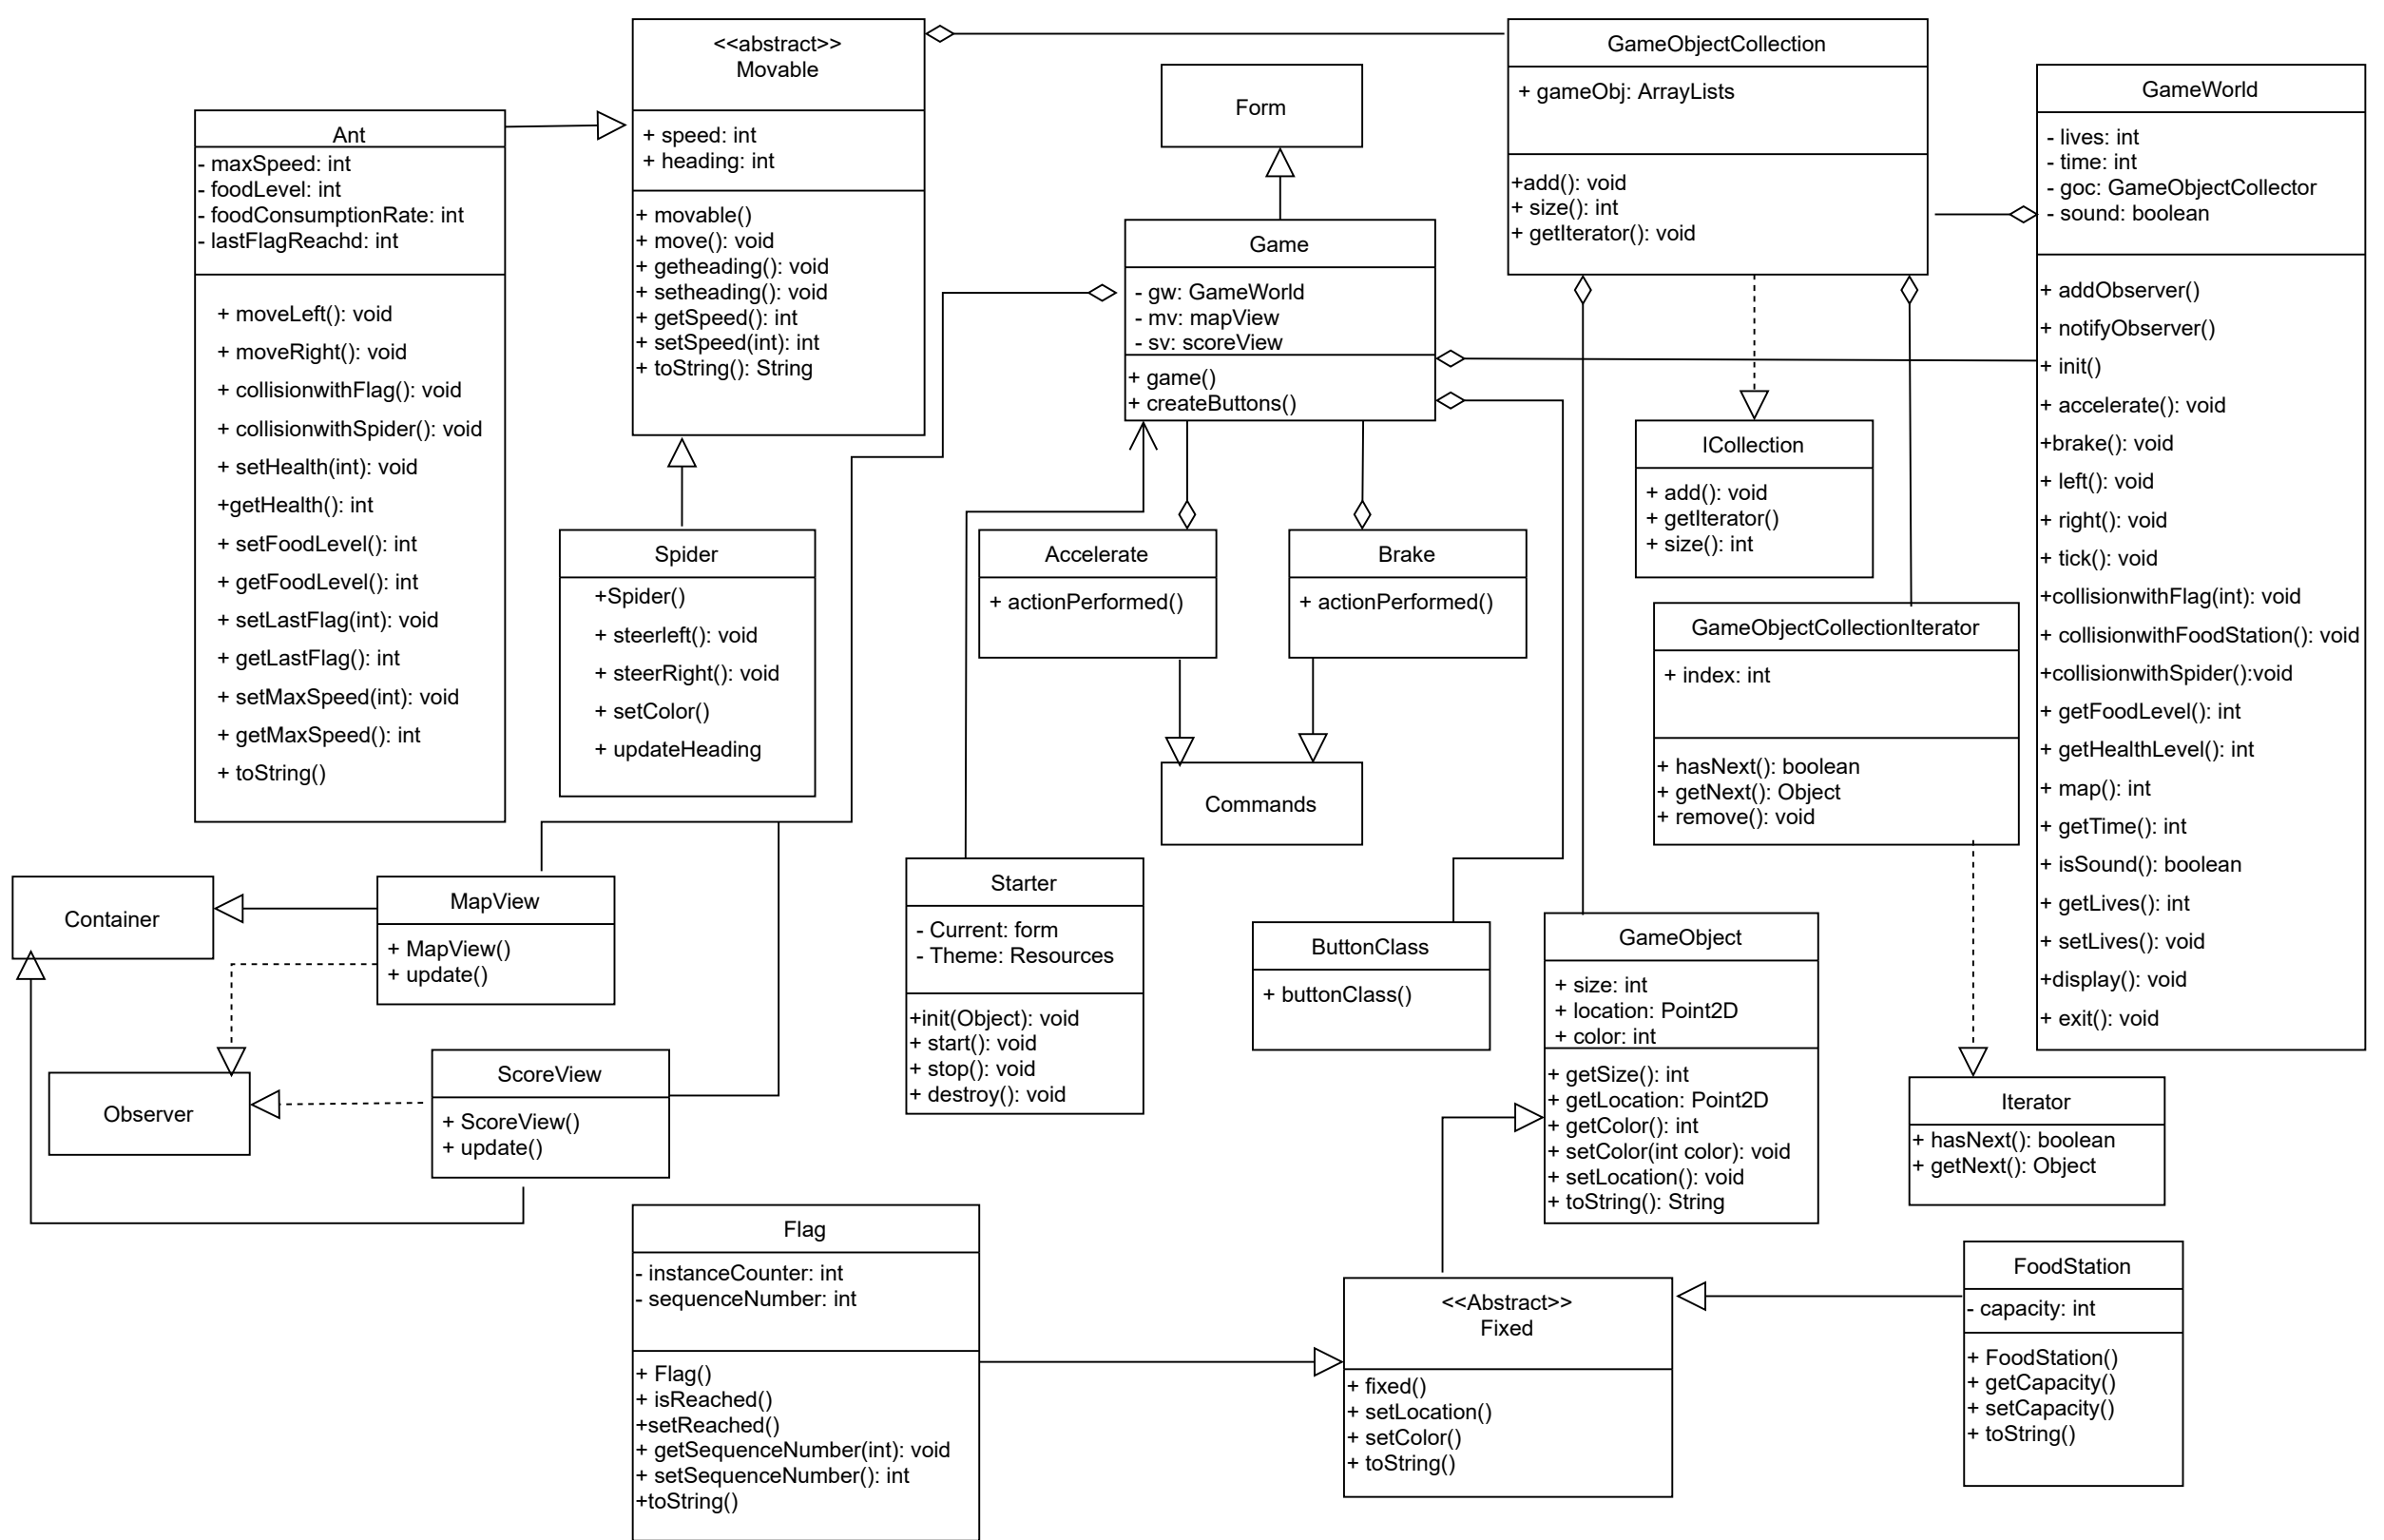 <<abstract>>
Movable
+ speed: int
+ heading: int
+ movable()
+ move(): void
+ getheading(): void
+ setheading(): void
+ getSpeed(): int
+ setSpeed(int): int
+ toString(): String
GameObjectCollection
+ gameObj: ArrayLists
+add(): void
+ size(): int
+ getIterator(): void
Form
GameWorld
- lives: int
- time: int
- goc: GameObjectCollector
- sound: boolean
+ addObserver()
+ notifyObserver()
+ init()
+ accelerate(): void
+brake(): void
+ left(): void
+ right(): void
+ tick(): void
+collisionwithFlag(int): void
+ collisionwithFoodStation(): void
+collisionwithSpider():void
+ getFoodLevel(): int
+ getHealthLevel(): int
+ map(): int
+ getTime(): int
+ isSound(): boolean
+ getLives(): int
+ setLives(): void
+display(): void
+ exit(): void
Ant
- maxSpeed: int
- foodLevel: int
- foodConsumptionRate: int
- lastFlagReachd: int
+ moveLeft(): void
+ moveRight(): void
+ collisionwithFlag(): void
+ collisionwithSpider(): void
+ setHealth(int): void
+getHealth(): int
+ setFoodLevel(): int
+ getFoodLevel(): int
+ setLastFlag(int): void
+ getLastFlag(): int
+ setMaxSpeed(int): void
+ getMaxSpeed(): int
+ toString()
Game
- gw: GameWorld
- mv: mapView
- sv: scoreView
+ game()
+ createButtons()
ICollection
+ add(): void
+ getIterator()
+ size(): int
Spider
+Spider()
+ steerleft(): void
+ steerRight(): void
+ setColor()
+ updateHeading
Accelerate
+ actionPerformed()
Brake
+ actionPerformed()
GameObjectCollectionIterator
+ index: int
+ hasNext(): boolean
+ getNext(): Object
+ remove(): void
Commands
Container
MapView
+ MapView()
+ update()
Starter
- Current: form
- Theme: Resources
+init(Object): void
+ start(): void
+ stop(): void
+ destroy(): void
ButtonClass
+ buttonClass()
GameObject
+ size: int
+ location: Point2D
+ color: int
+ getSize(): int
+ getLocation: Point2D
+ getColor(): int
+ setColor(int color): void
+ setLocation(): void
+ toString(): String
Observer
ScoreView
+ ScoreView()
+ update()
Iterator
+ hasNext(): boolean
+ getNext(): Object
Flag
- instanceCounter: int
- sequenceNumber: int
+ Flag()
+ isReached()
+setReached()
+ getSequenceNumber(int): void
+ setSequenceNumber(): int
+toString()
<<Abstract>>
Fixed
+ fixed()
+ setLocation()
+ setColor()
+ toString()
FoodStation
- capacity: int
+ FoodStation()
+ getCapacity()
+ setCapacity()
+ toString()